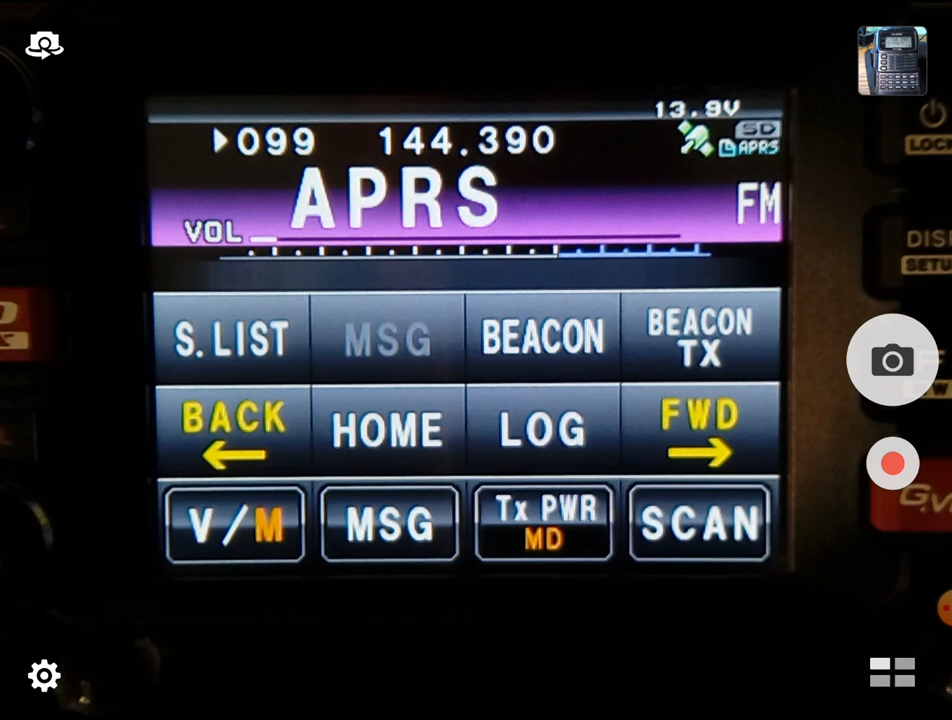 13.9V
099 144.390
SD
APRS
APRS FM
VOL
S.LIST MSG BEACON BEACON TX
BACK HOME LOG FWD
V/M MSG Tx PWR MD SCAN
LOCK
DISP
SETUP